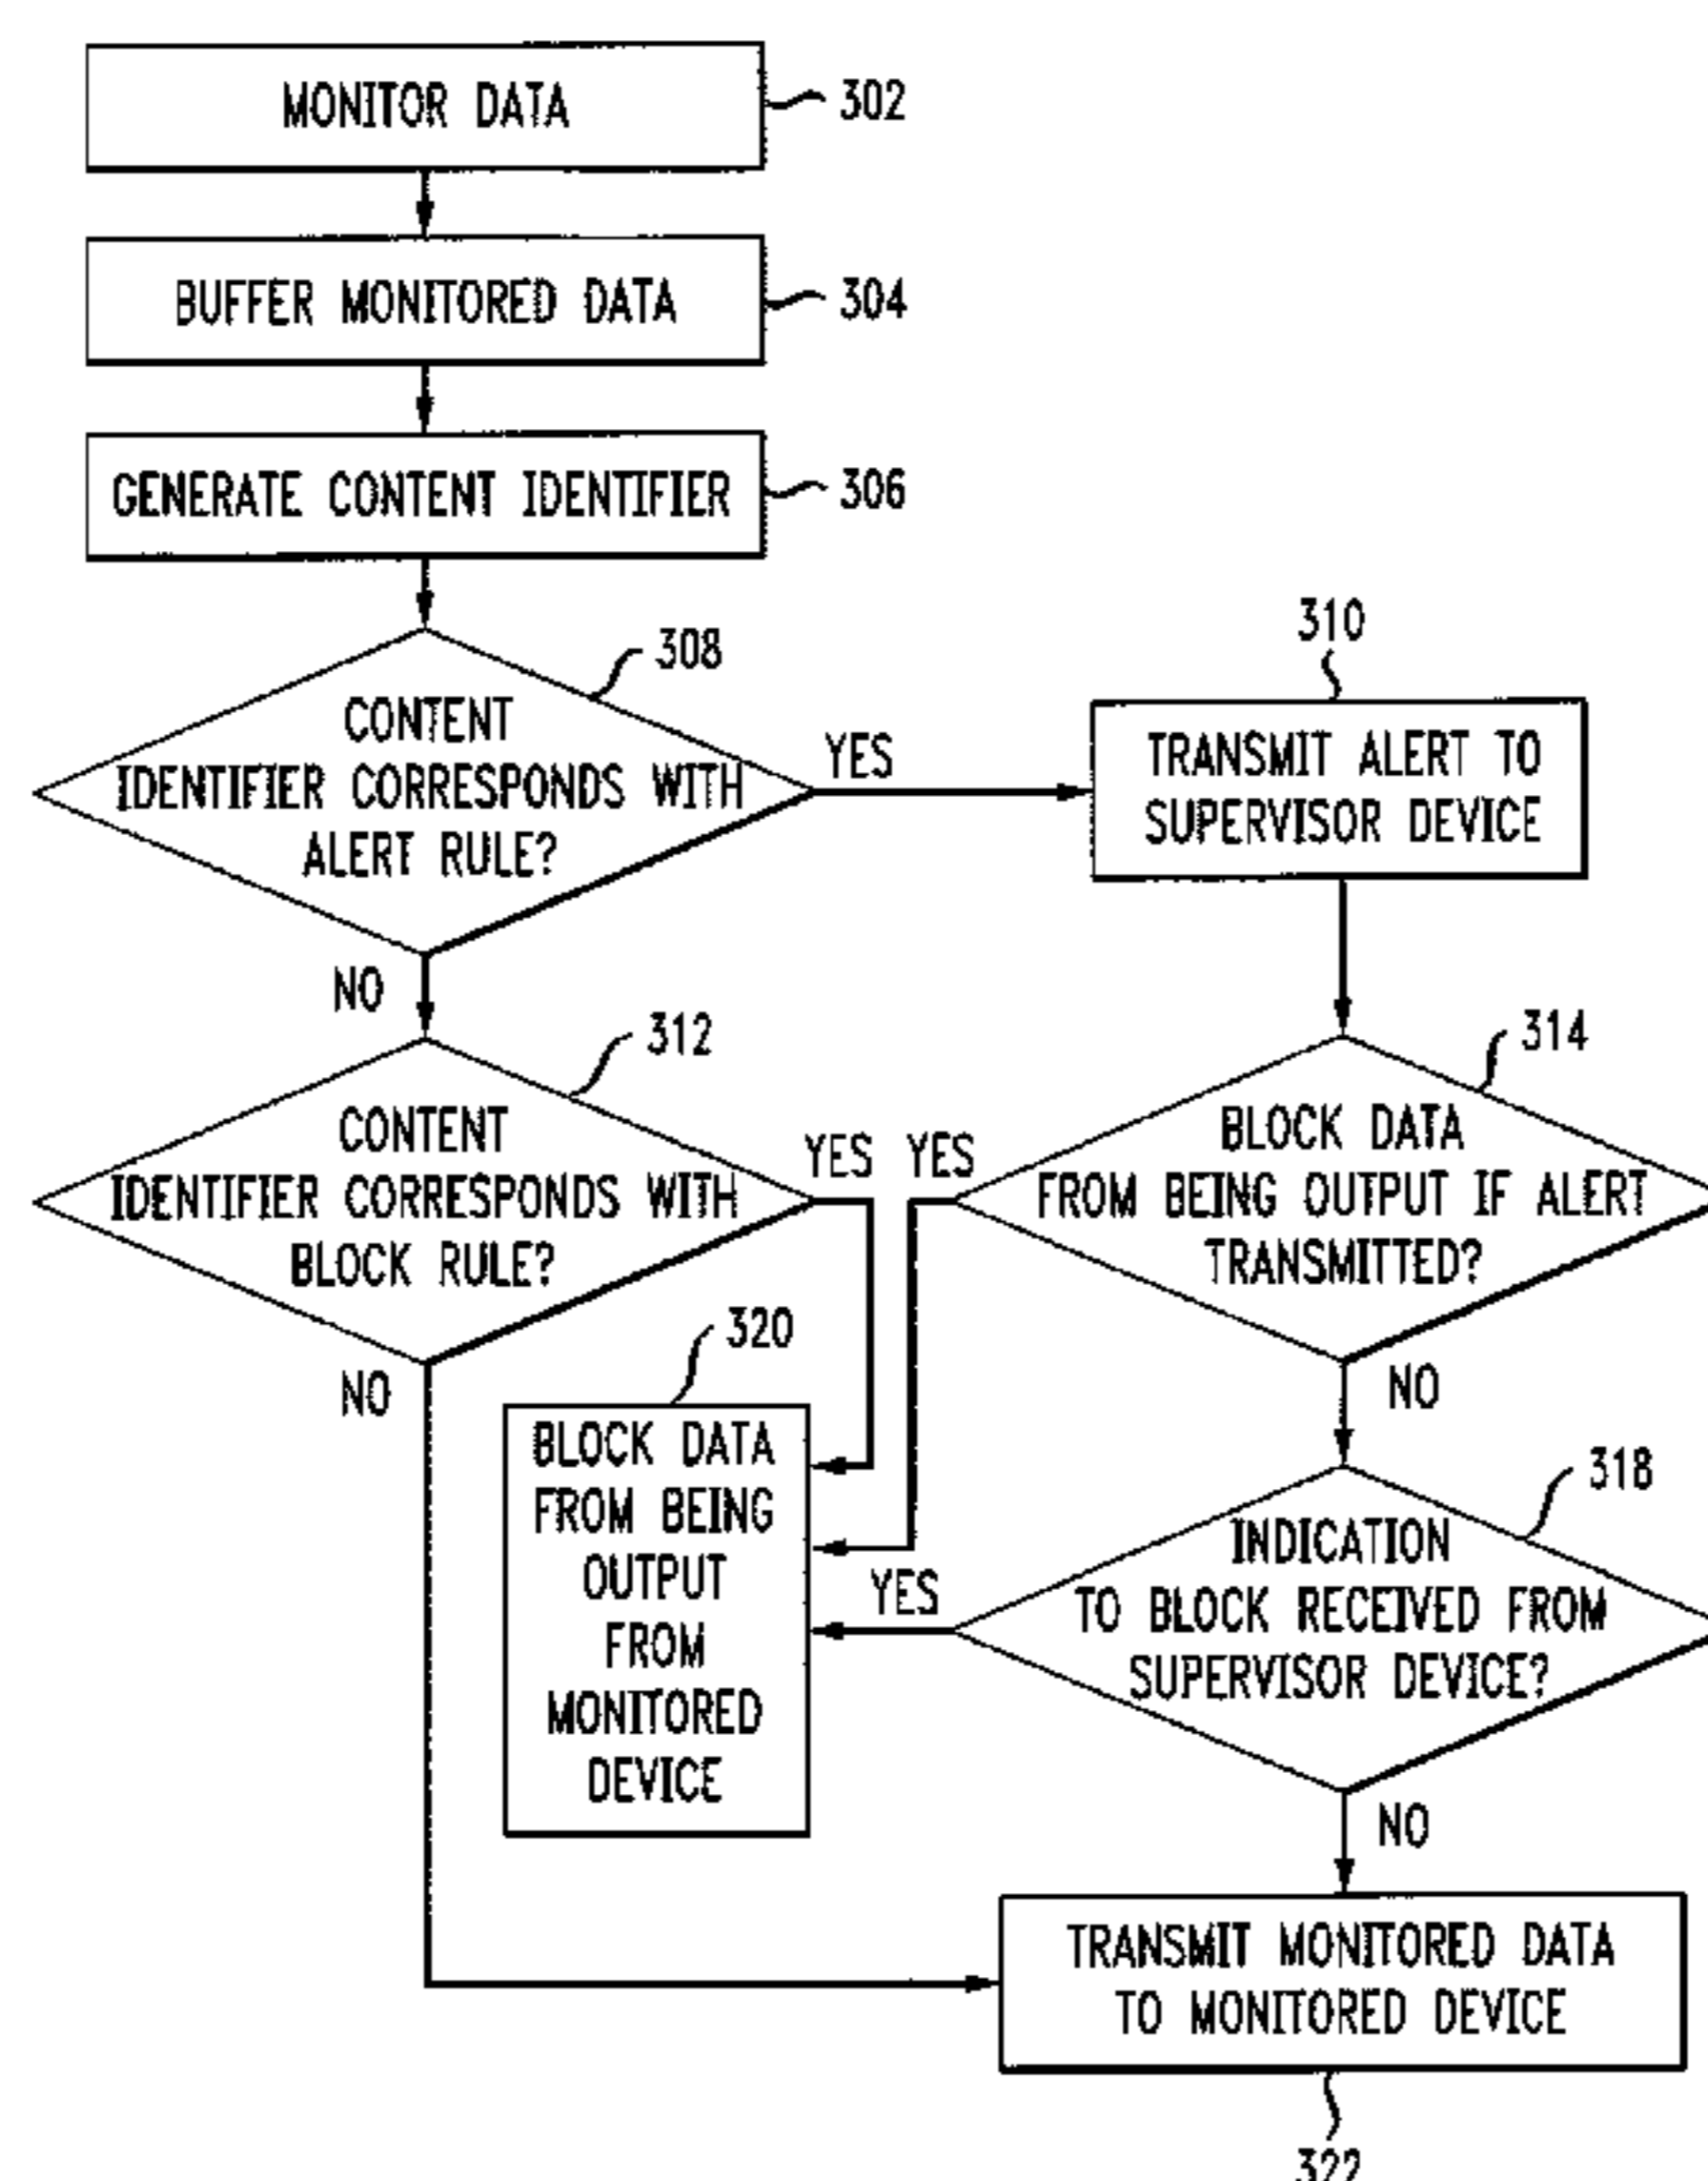 MONITOR DATA
302
BUFFER MONITORED DATA
304
GENERATE CONTENT IDENTIFIER
306
308
CONTENT
IDENTIFIER CORRESPONDS WITH
ALERT RULE?
YES
NO
310
TRANSMIT ALERT TO
SUPERVISOR DEVICE
312
CONTENT
IDENTIFIER CORRESPONDS WITH
BLOCK RULE?
YES
NO
314
BLOCK DATA
FROM BEING OUTPUT IF ALERT
TRANSMITTED?
YES
NO
320
BLOCK DATA
FROM BEING
OUTPUT
FROM
MONITORED
DEVICE
318
INDICATION
TO BLOCK RECEIVED FROM
SUPERVISOR DEVICE?
YES
NO
TRANSMIT MONITORED DATA
TO MONITORED DEVICE
322